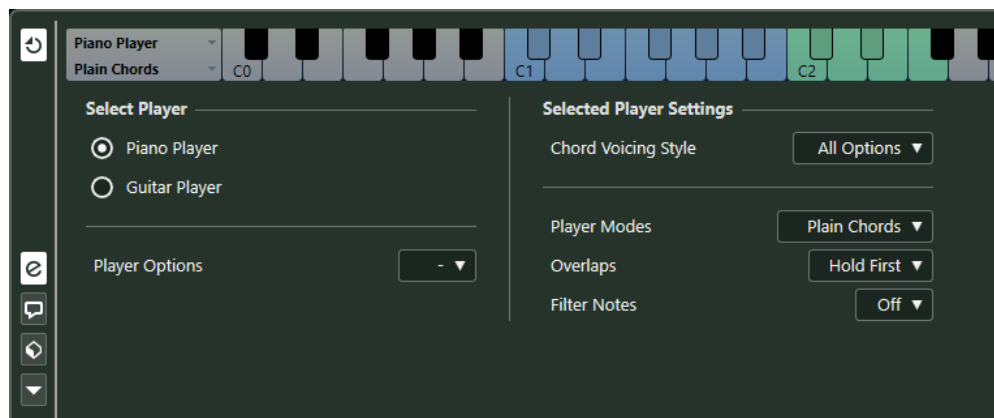 Piano Player
Plain Chords
C0
C1
C2
Select Player
Piano Player
Guitar Player
Player Options
-
Selected Player Settings
Chord Voicing Style
All Options
Player Modes
Plain Chords
Overlaps
Hold First
Filter Notes
Off